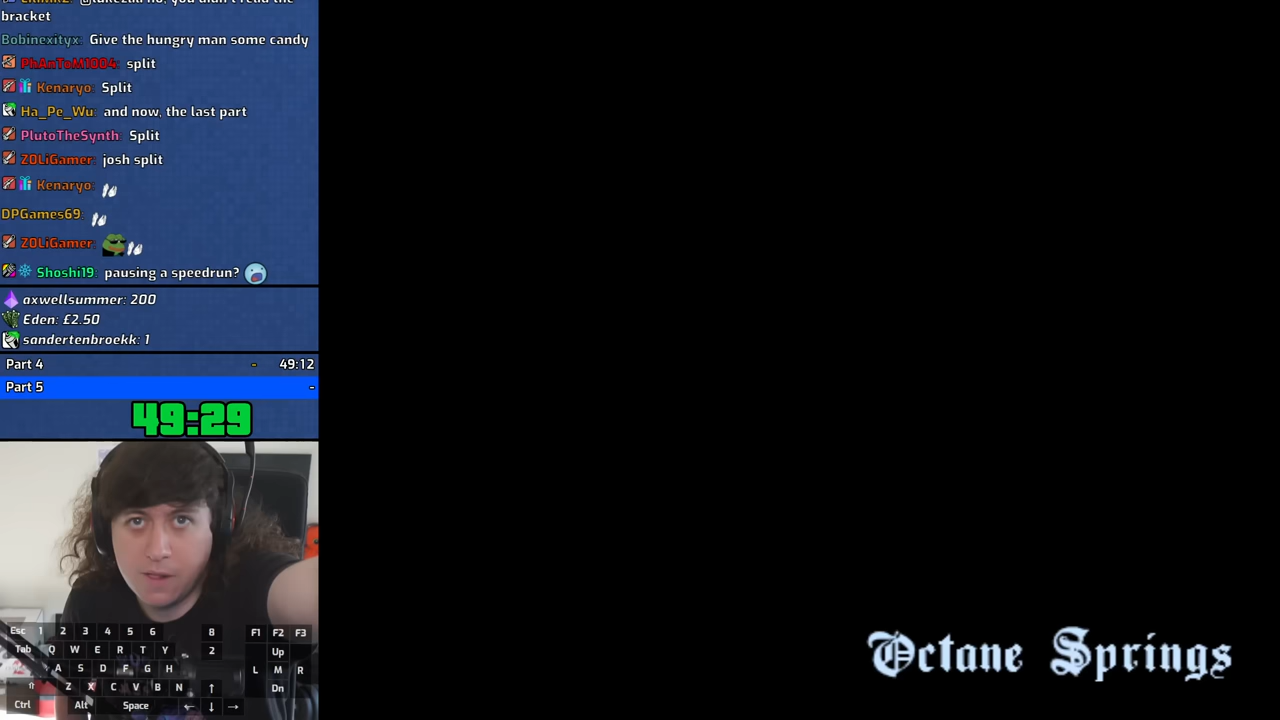 bracket
Bobinexityx: Give the hungry man some candy
PhAnToM1004: split
Kenaryo: Split
Ha_Pe_Wu: and now, the last part
PlutoTheSynth: Split
ZOLiGamer: josh split
Kenaryo:
DPGames69:
ZOLiGamer:
Shoshi19: pausing a speedrun?
axwellsummer: 200
Eden: £2.50
sandertenbroekk: 1
Part 4 - 49:12
Part 5 -
49:29
Esc 1 2 3 4 5 6 8 F1 F2 F3
Tab Q W E R T Y 2 Up
A S D F G H L M R
Z X C V B N ↑ Dn
Ctrl Alt Space ← ↓ →
Octane Springs